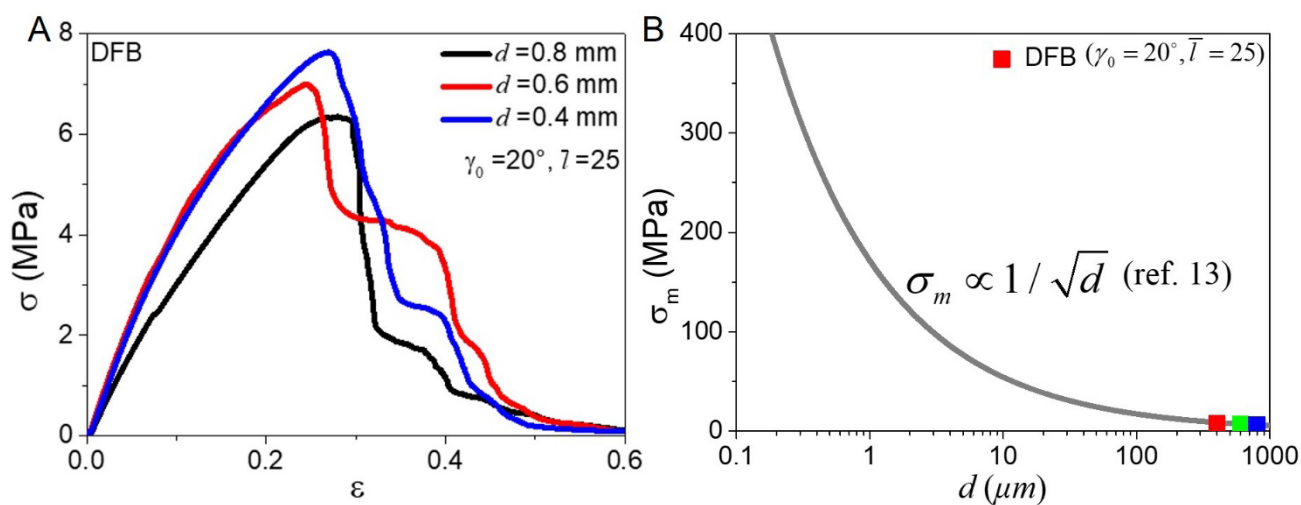 A
DFB
d =0.8 mm
d =0.6 mm
d =0.4 mm
γ₀ =20°, l̄ =25
σ (MPa)
8
6
4
2
0
0.0 0.2 0.4 0.6
ε
B
DFB (γ₀ = 20°, l̄ = 25)
σₘ ∝ 1 / √d (ref. 13)
σₘ (MPa)
400
300
200
100
0
0.1 1 10 100 1000
d (μm)